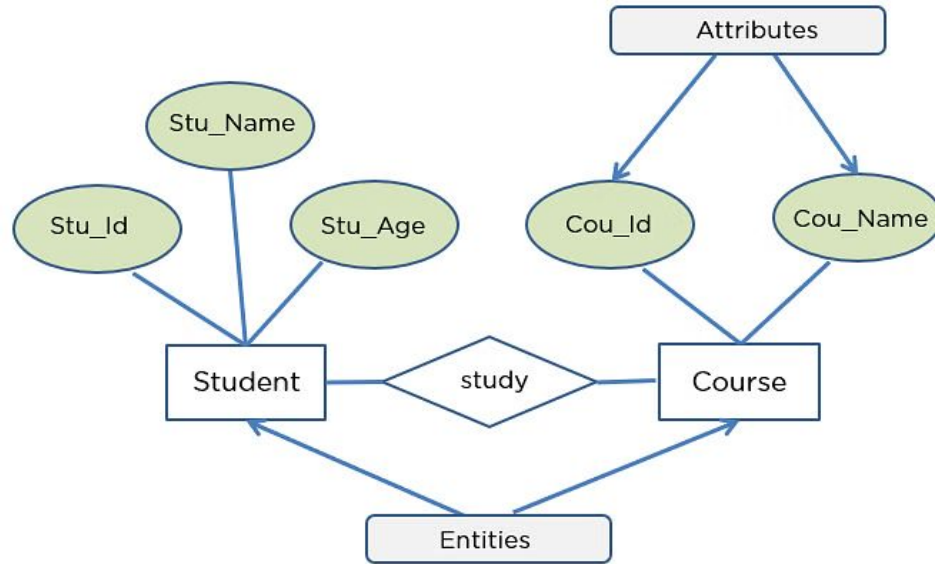 Attributes
Stu_Name
Stu_Id
Stu_Age
Cou_Id
Cou_Name
Student
study
Course
Entities